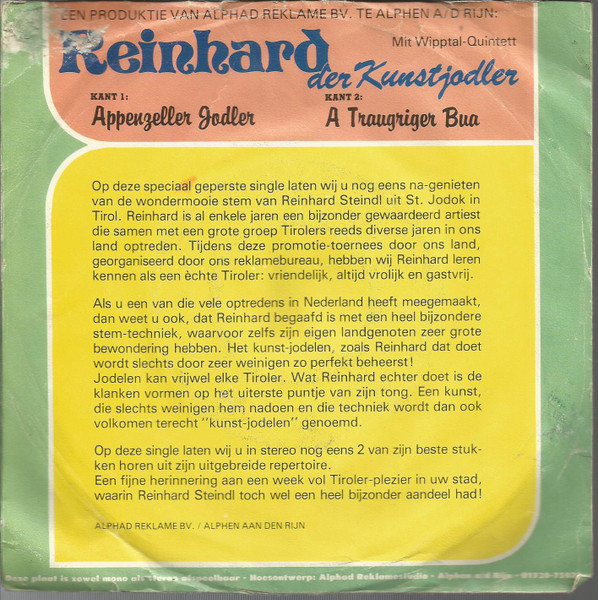 EEN PRODUKTIE VAN ALPHAD REKLAME BV. TE ALPHEN A/D RIJN:
Reinhard
Mit Wipptal-Quintett
der Kunstjodler
KANT 1:
Appenzeller Jodler
KANT 2:
A Traugriger Bua
Op deze speciaal geperste single laten wij u nog eens na-genieten
van de wondermooie stem van Reinhard Steindl uit St. Jodok in
Tirol. Reinhard is al enkele jaren een bijzonder gewaardeerd artiest
die samen met een grote groep Tirolers reeds diverse jaren in ons
land optreden. Tijdens deze promotie-toernees door ons land,
georganiseerd door ons reklamebureau, hebben wij Reinhard leren
kennen als een èchte Tiroler: vriendelijk, altijd vrolijk en gastvrij.
Als u een van die vele optredens in Nederland heeft meegemaakt,
dan weet u ook, dat Reinhard begaafd is met een heel bijzondere
stem-techniek, waarvoor zelfs zijn eigen landgenoten zeer grote
bewondering hebben. Het kunst-jodelen, zoals Reinhard dat doet
wordt slechts door zeer weinigen zo perfekt beheerst!
Jodelen kan vrijwel elke Tiroler. Wat Reinhard echter doet is de
klanken vormen op het uiterste puntje van zijn tong. Een kunst,
die slechts weinigen hem nadoen en die techniek wordt dan ook
volkomen terecht "kunst-jodelen" genoemd.
Op deze single laten wij u in stereo nog eens 2 van zijn beste stuk-
ken horen uit zijn uitgebreide repertoire.
Een fijne herinnering aan een week vol Tiroler-plezier in uw stad,
waarin Reinhard Steindl toch wel een heel bijzonder aandeel had!
ALPHAD REKLAME BV. / ALPHEN AAN DEN RIJN
Deze plaat is zowel mono als stereo afspeelbaar - Hoesontwerp: Alphad Reklamestudio - Alphen a/d Rijn -